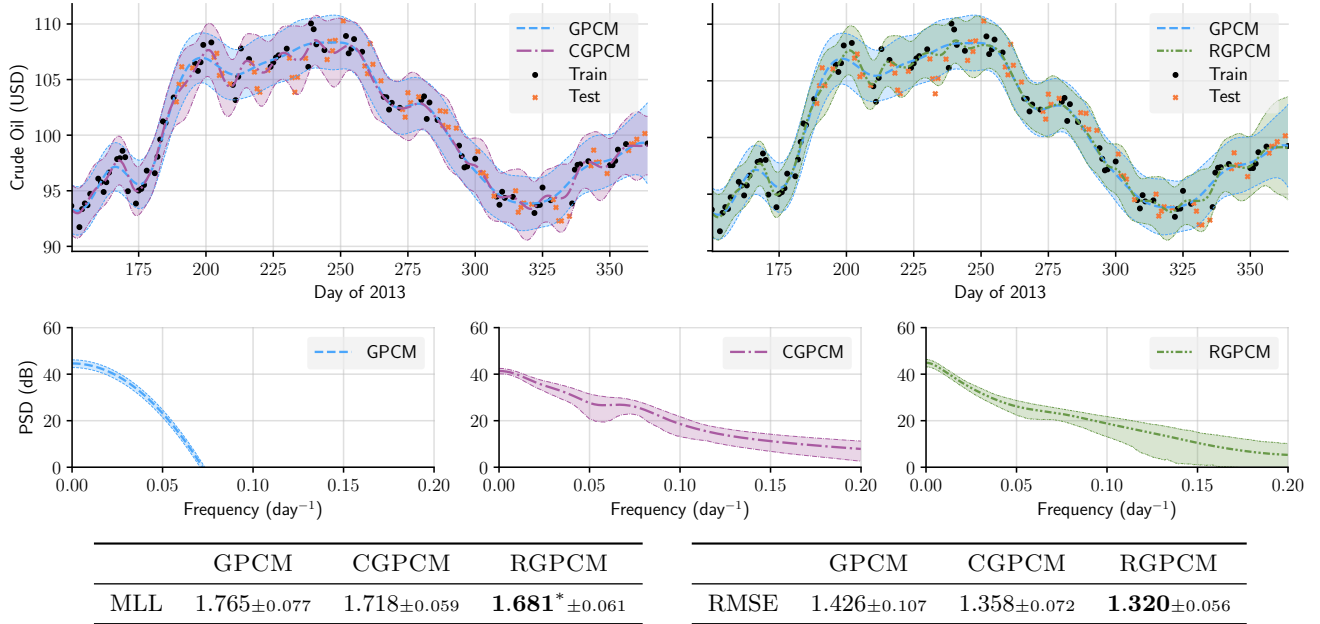 110
105
100
95
90
Crude Oil (USD)
GPCM
CGPCM
Train
Test
175 200 225 250 275 300 325 350
Day of 2013
GPCM
RGPCM
Train
Test
175 200 225 250 275 300 325 350
Day of 2013
60
40
20
0
PSD (dB)
GPCM
0.00 0.05 0.10 0.15 0.20
Frequency (day⁻¹)
60
40
20
0
CGPCM
0.00 0.05 0.10 0.15 0.20
Frequency (day⁻¹)
60
40
20
0
RGPCM
0.00 0.05 0.10 0.15 0.20
Frequency (day⁻¹)
GPCM CGPCM RGPCM
MLL 1.765±0.077 1.718±0.059 1.681*±0.061
GPCM CGPCM RGPCM
RMSE 1.426±0.107 1.358±0.072 1.320±0.056